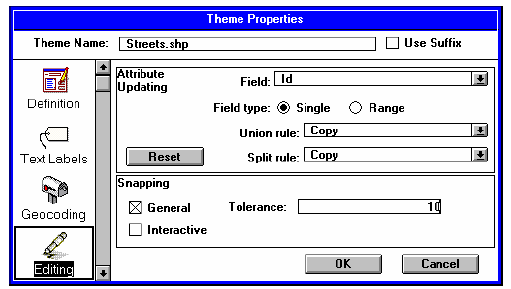 Theme Properties
Theme Name: Streets.shp Use Suffix
Definition
Text Labels
Geocoding
Editing
Attribute
Updating
Field: Id
Field type: Single Range
Union rule: Copy
Reset Split rule: Copy
Snapping
General Tolerance: 10
Interactive
OK Cancel